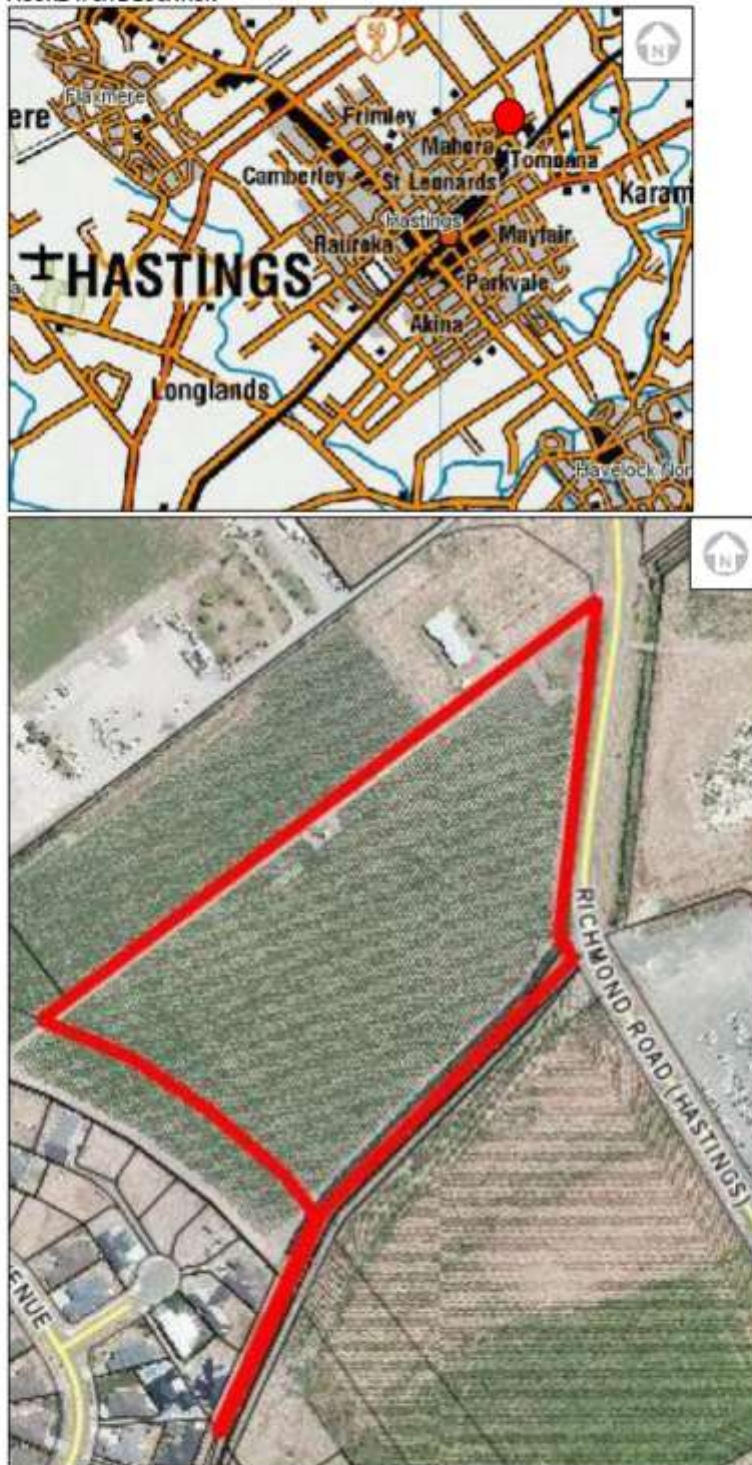 50
A
N
Flaxmere
ere
Frimley
Mahora
Tomoana
Camberley
St Leonards
Karam
Hastings
Raureka
Mayfair
HASTINGS
Parkvale
Akina
Longlands
Havelock Nor
N
RICHMOND ROAD (HASTINGS)
ENUE